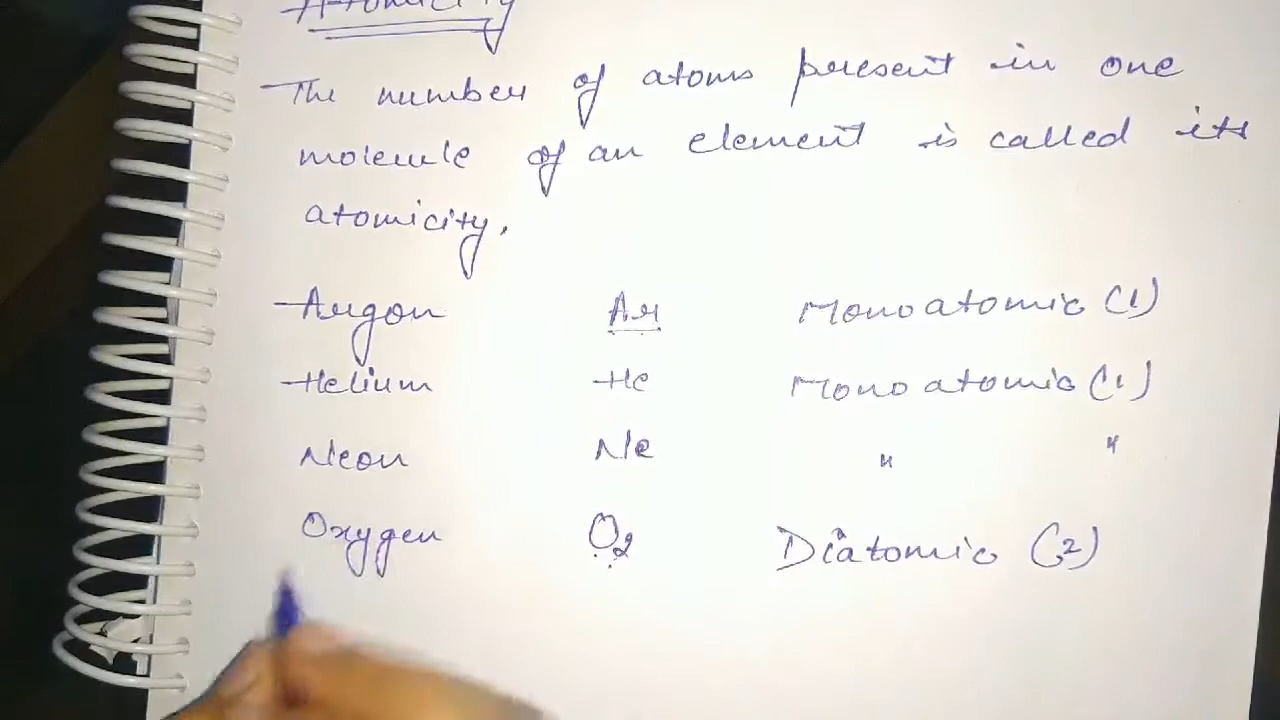 Atomicity
The number of atoms present in one
molecule of an element is called its
atomicity.
Argon Ar Monoatomic (1)
Helium He Monoatomic (1)
Neon Ne " "
Oxygen O₂ Diatomic (2)